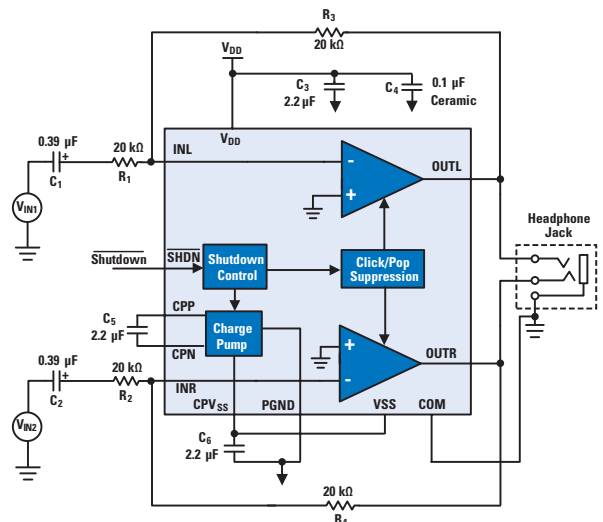 R3
20 kΩ
VDD
C3
2.2 µF
C4
0.1 µF
Ceramic
0.39 µF
+
C1
20 kΩ
R1
VDD
INL
-
+
OUTL
VIN1
Headphone
Jack
Shutdown
SHDN
Shutdown
Control
Click/Pop
Suppression
C5
2.2 µF
CPP
CPN
Charge
Pump
0.39 µF
+
C2
20 kΩ
R2
INR
+
-
OUTR
VIN2
CPVSS
PGND
VSS
COM
C6
2.2 µF
20 kΩ
R4